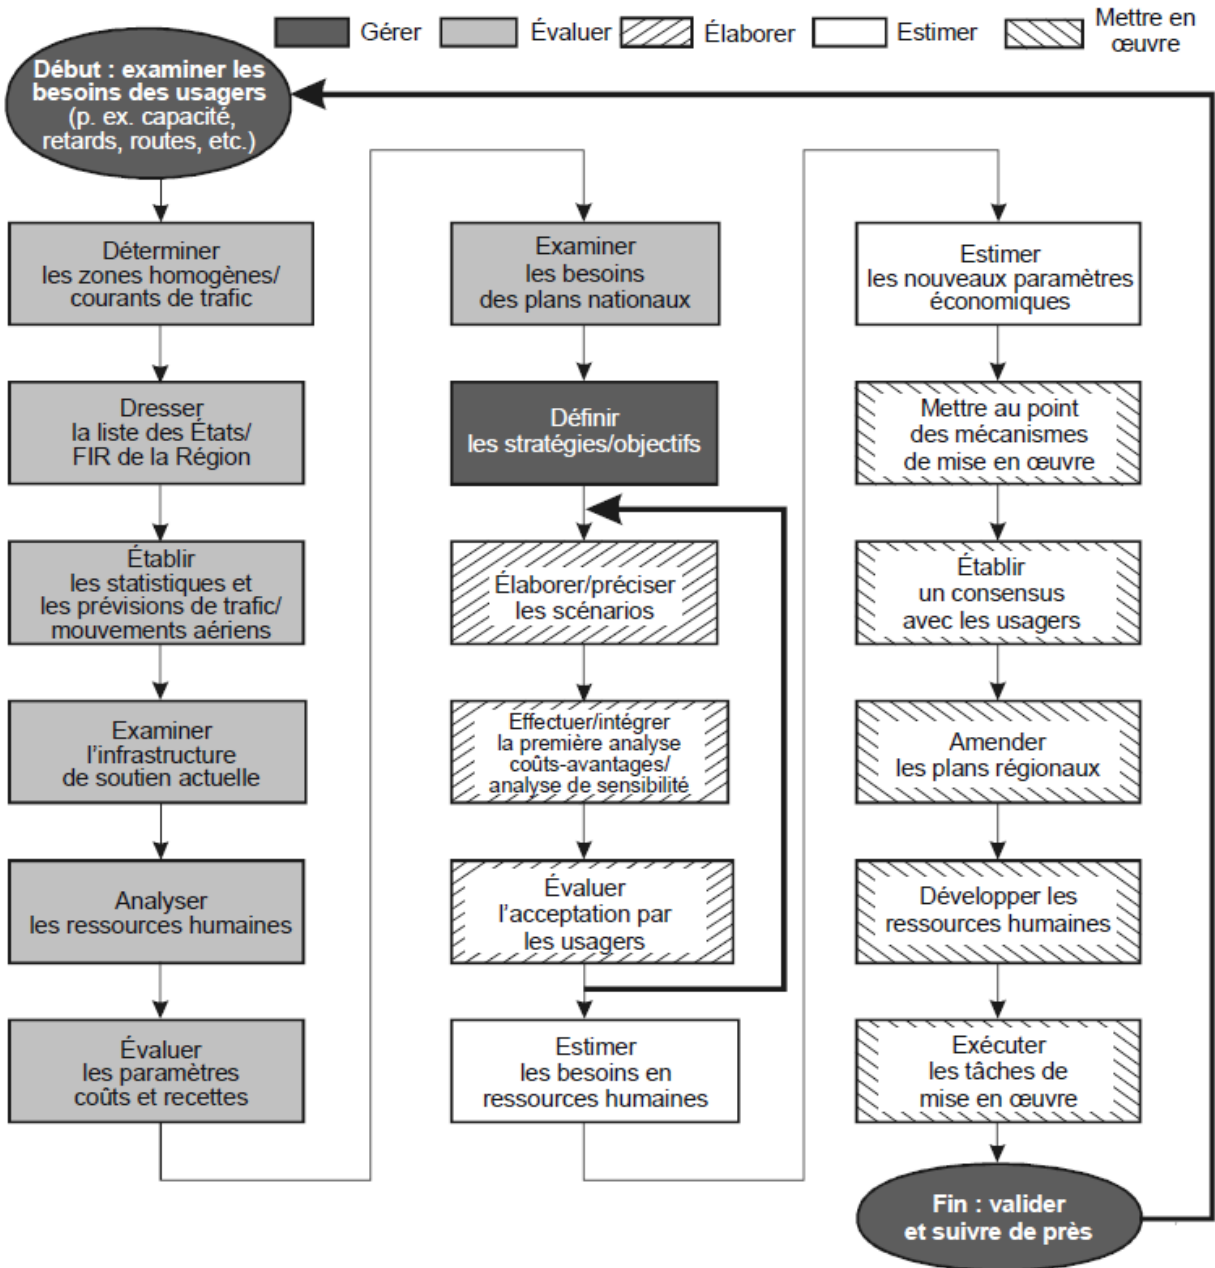 Gérer
Évaluer
Élaborer
Estimer
Mettre en
œuvre
Début : examiner les
besoins des usagers
(p. ex. capacité,
retards, routes, etc.)
Déterminer
les zones homogènes/
courants de trafic
Dresser
la liste des États/
FIR de la Région
Établir
les statistiques et
les prévisions de trafic/
mouvements aériens
Examiner
l'infrastructure
de soutien actuelle
Analyser
les ressources humaines
Évaluer
les paramètres
coûts et recettes
Examiner
les besoins
des plans nationaux
Définir
les stratégies/objectifs
Élaborer/préciser
les scénarios
Effectuer/intégrer
la première analyse
coûts-avantages/
analyse de sensibilité
Évaluer
l'acceptation par
les usagers
Estimer
les besoins en
ressources humaines
Estimer
les nouveaux paramètres
économiques
Mettre au point
des mécanismes
de mise en œuvre
Établir
un consensus
avec les usagers
Amender
les plans régionaux
Développer les
ressources humaines
Exécuter
les tâches de
mise en œuvre
Fin : valider
et suivre de près